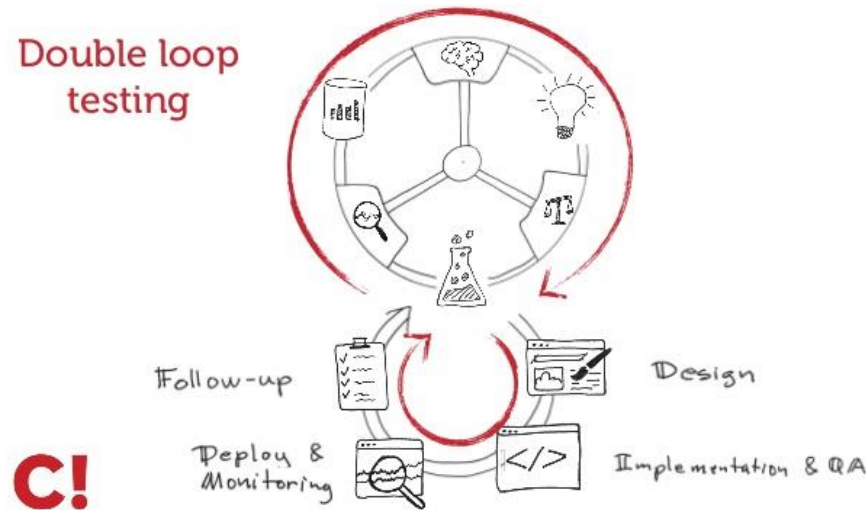 Double loop
testing
Follow-up
Design
Deploy &
Monitoring
</>
Implementation & QA
C!